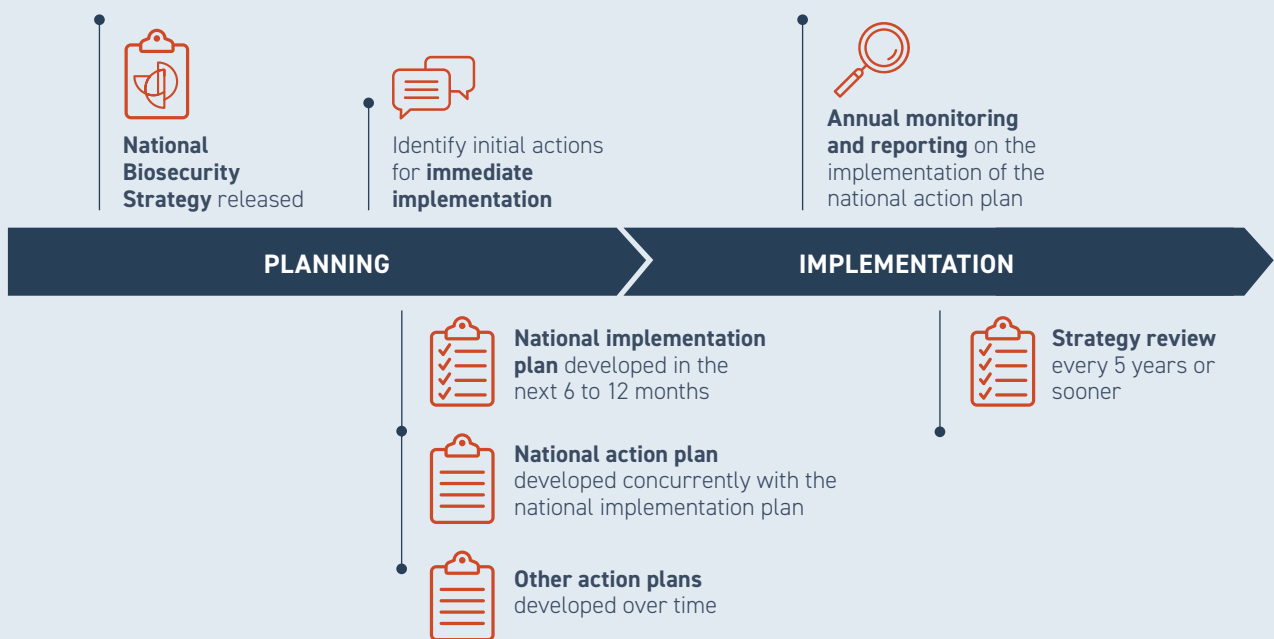 National
Biosecurity
Strategy released
Identify initial actions
for immediate
implementation
Annual monitoring
and reporting on the
implementation of the
national action plan
PLANNING
IMPLEMENTATION
National implementation
plan developed in the
next 6 to 12 months
National action plan
developed concurrently with the
national implementation plan
Other action plans
developed over time
Strategy review
every 5 years or
sooner